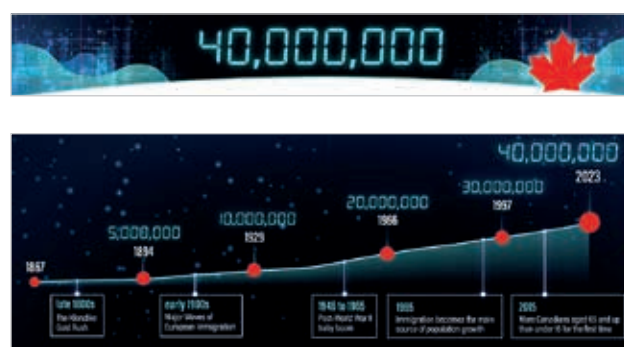 40,000,000
40,000,000
2023
30,000,000
1997
20,000,000
1966
10,000,000
1929
5,000,000
1894
1867
late 1800s
The Klondike
Gold Rush
early 1900s
Major Waves of
European immigration
1946 to 1965
Post-World War II
baby boom
Immigration becomes the main
source of population growth
2015
More Canadians aged 65 and up
than under 15 for the first time